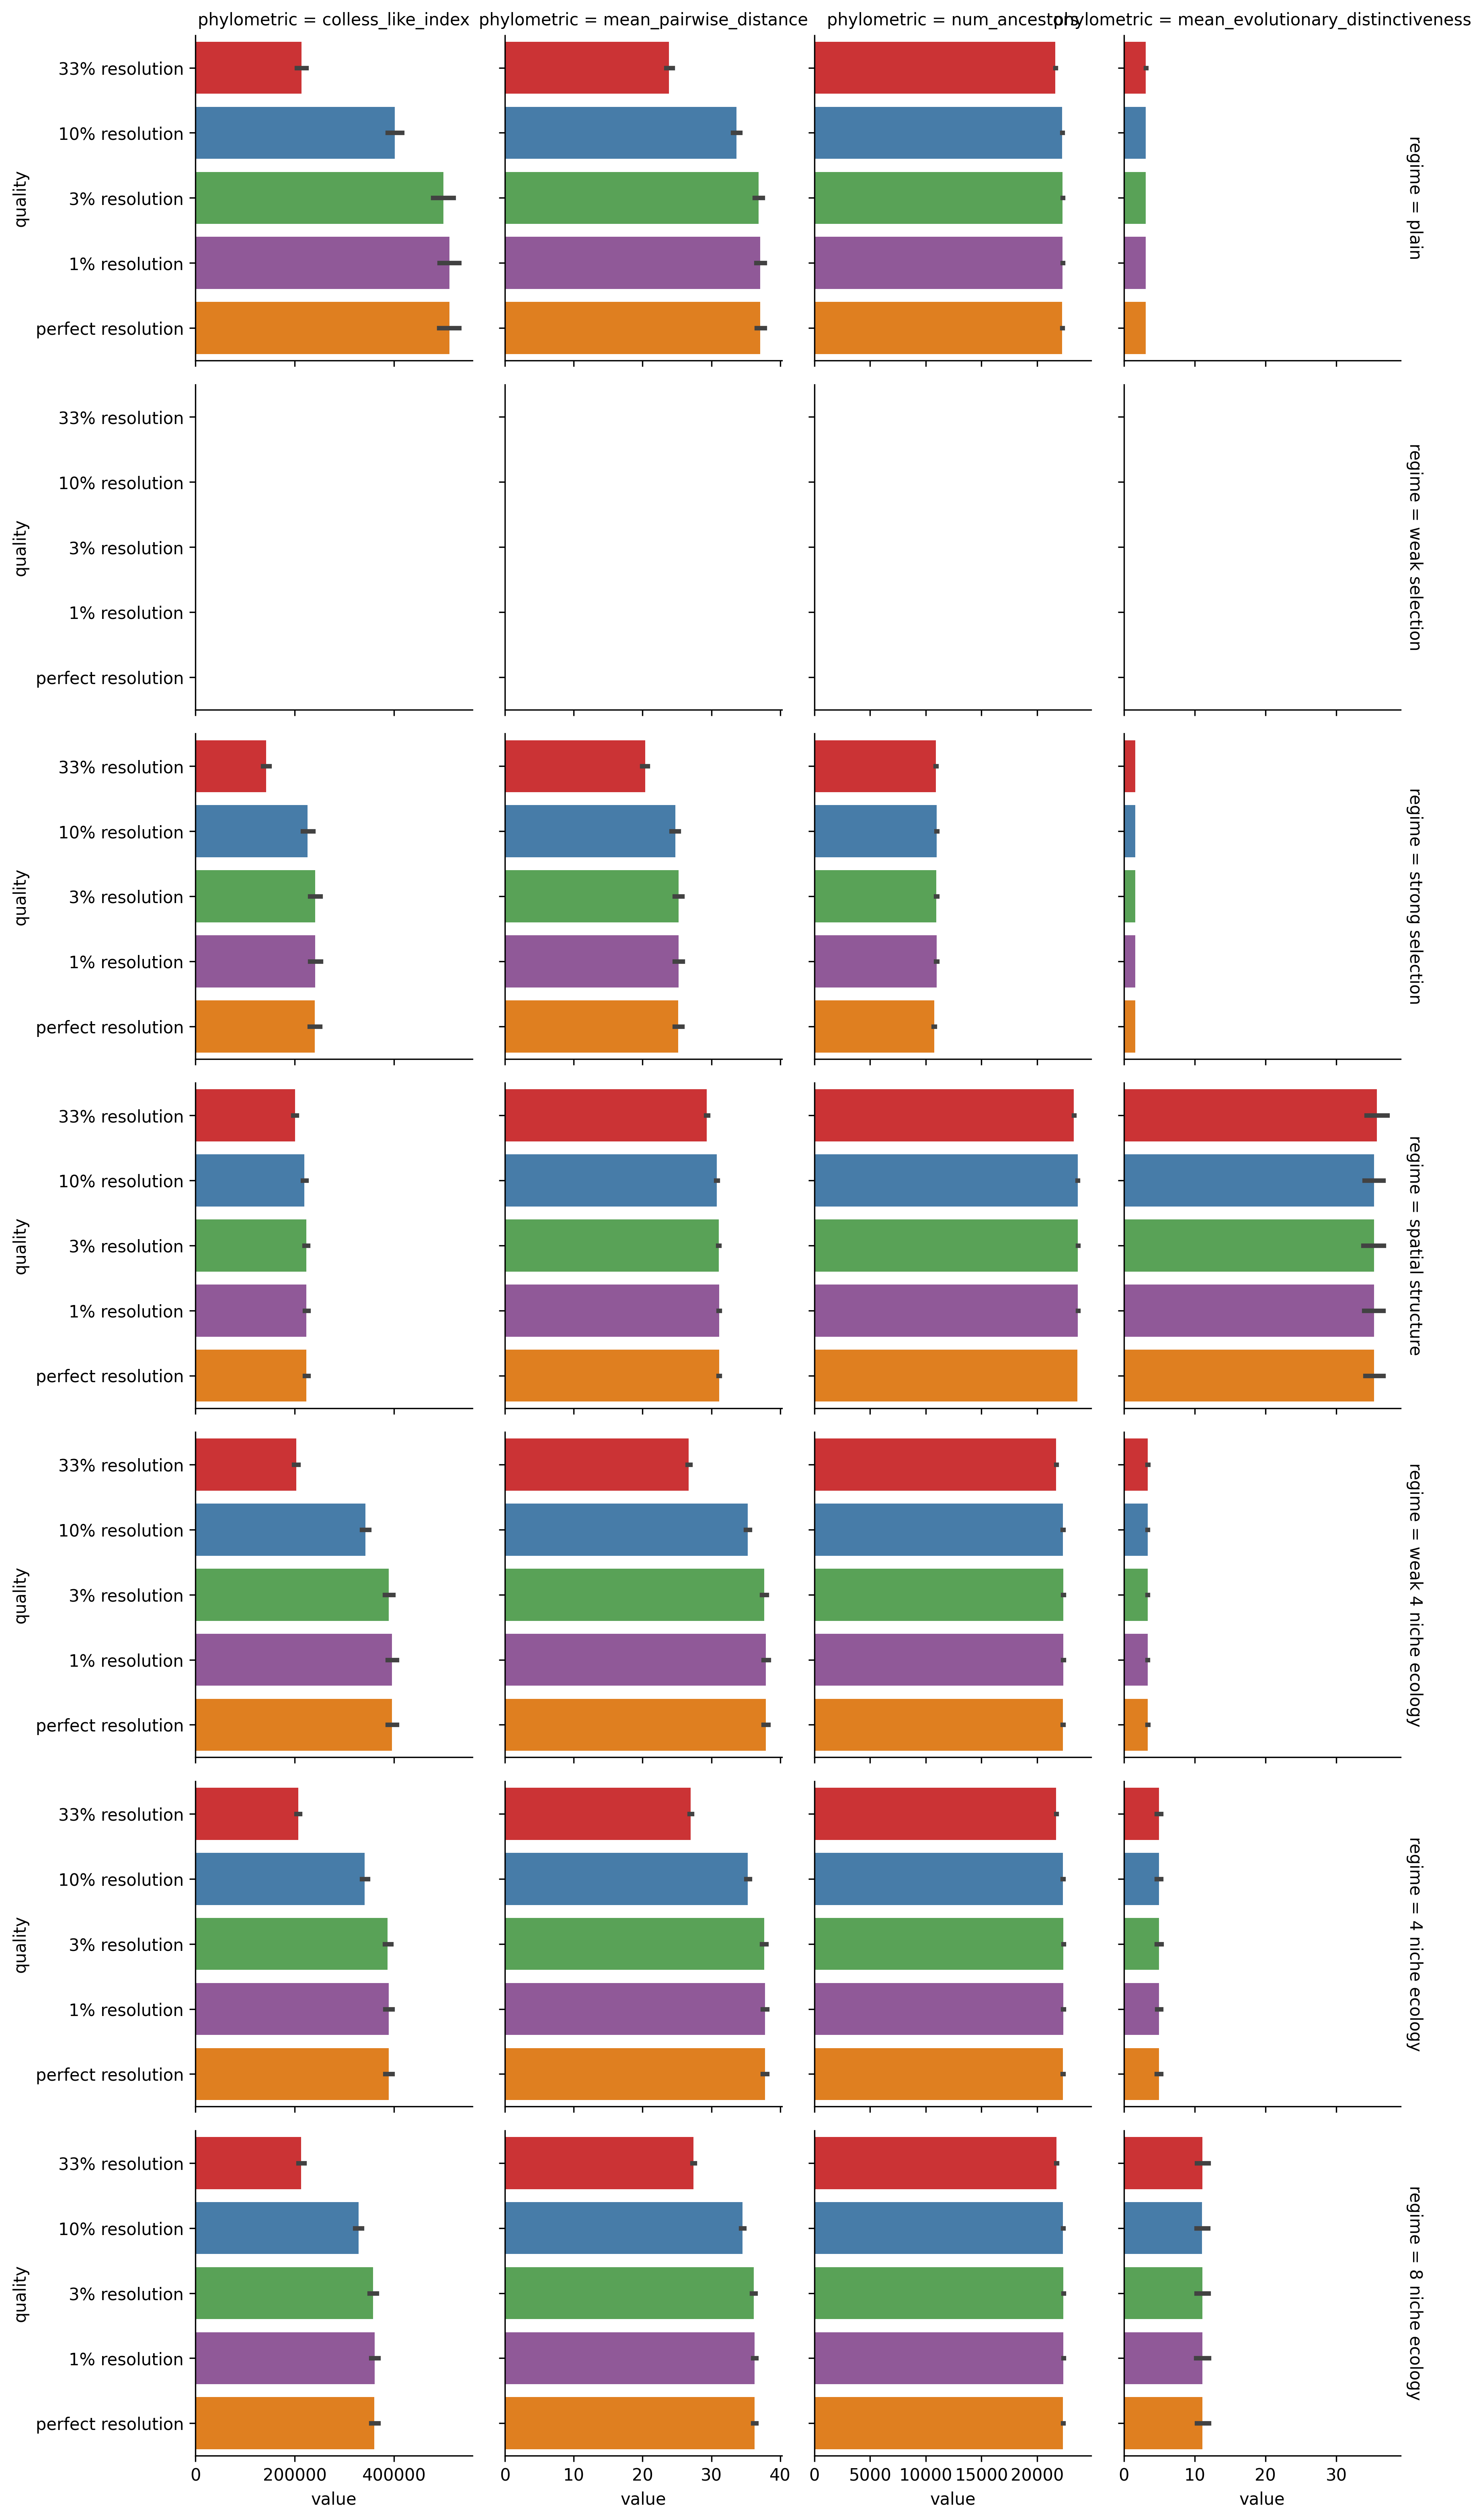 phylometric = colless_like_index
phylometric = mean_pairwise_distance
phylometric = num_ancestors
phylometric = mean_evolutionary_distinctiveness
33% resolution
10% resolution
3% resolution
1% resolution
perfect resolution
quality
regime = plain
33% resolution
10% resolution
3% resolution
1% resolution
perfect resolution
quality
regime = weak selection
33% resolution
10% resolution
3% resolution
1% resolution
perfect resolution
quality
regime = strong selection
33% resolution
10% resolution
3% resolution
1% resolution
perfect resolution
quality
regime = spatial structure
33% resolution
10% resolution
3% resolution
1% resolution
perfect resolution
quality
regime = weak 4 niche ecology
33% resolution
10% resolution
3% resolution
1% resolution
perfect resolution
quality
regime = 4 niche ecology
33% resolution
10% resolution
3% resolution
1% resolution
perfect resolution
quality
regime = 8 niche ecology
0 200000 400000
0 10 20 30 40
0 5000 10000 15000 20000
0 10 20 30
value
value
value
value